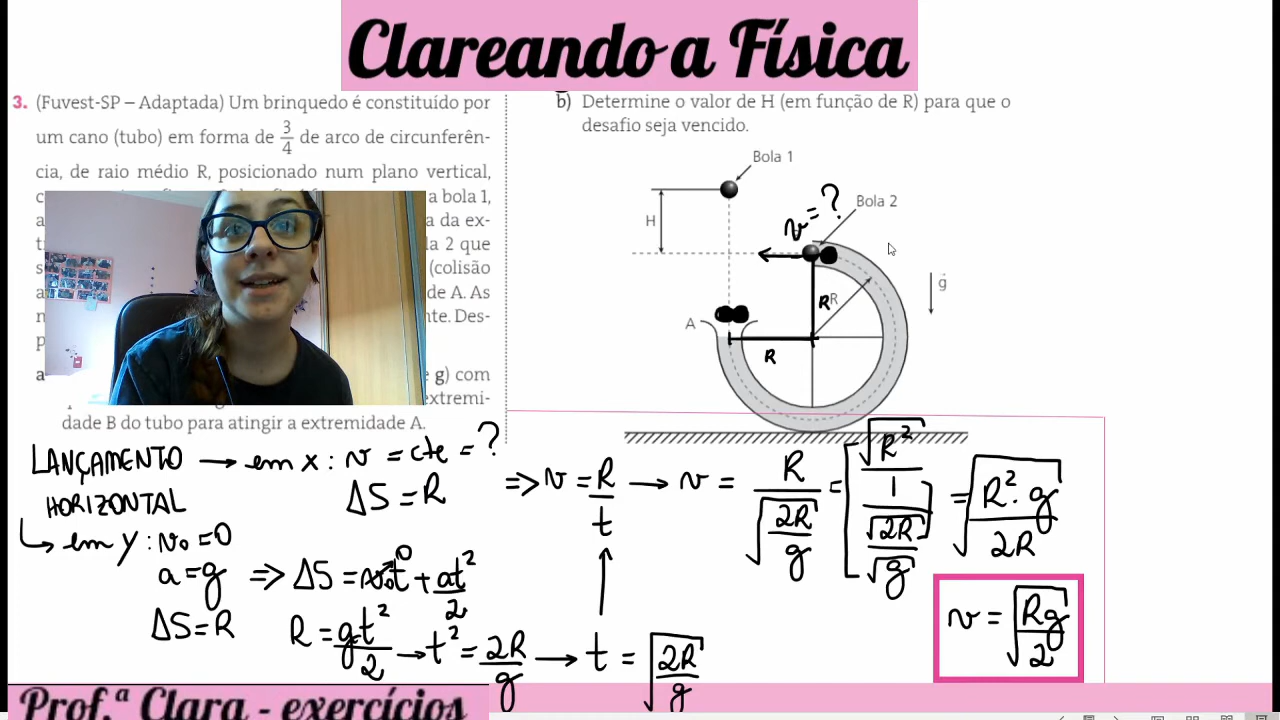 Clareando a Física
3. (Fuvest-SP – Adaptada) Um brinquedo é constituído por
um cano (tubo) em forma de 3/4 de arco de circunferên-
cia, de raio médio R, posicionado num plano vertical,
a bola 1,
a da ex-
la 2 que
(colisão
de A. As
nte. Des-
a
e g) com
extremi-
dade B do tubo para atingir a extremidade A.
b) Determine o valor de H (em função de R) para que o
desafio seja vencido.
Bola 1
H
v = ?
Bola 2
A
R
R
R
g
LANÇAMENTO → em x: v = cte = ?
HORIZONTAL ΔS = R
↳ em y: v₀ = 0
a = g ⇒ ΔS = v₀t⁰ + at²/2
ΔS = R
R = gt²/2 → t² = 2R/g → t = √(2R/g)
⇒ v = R/t → v = R/√(2R/g) = √R²/1 √2R/√g = √(R².g/2R)
v = √(Rg/2)
Prof.ª Clara - exercícios